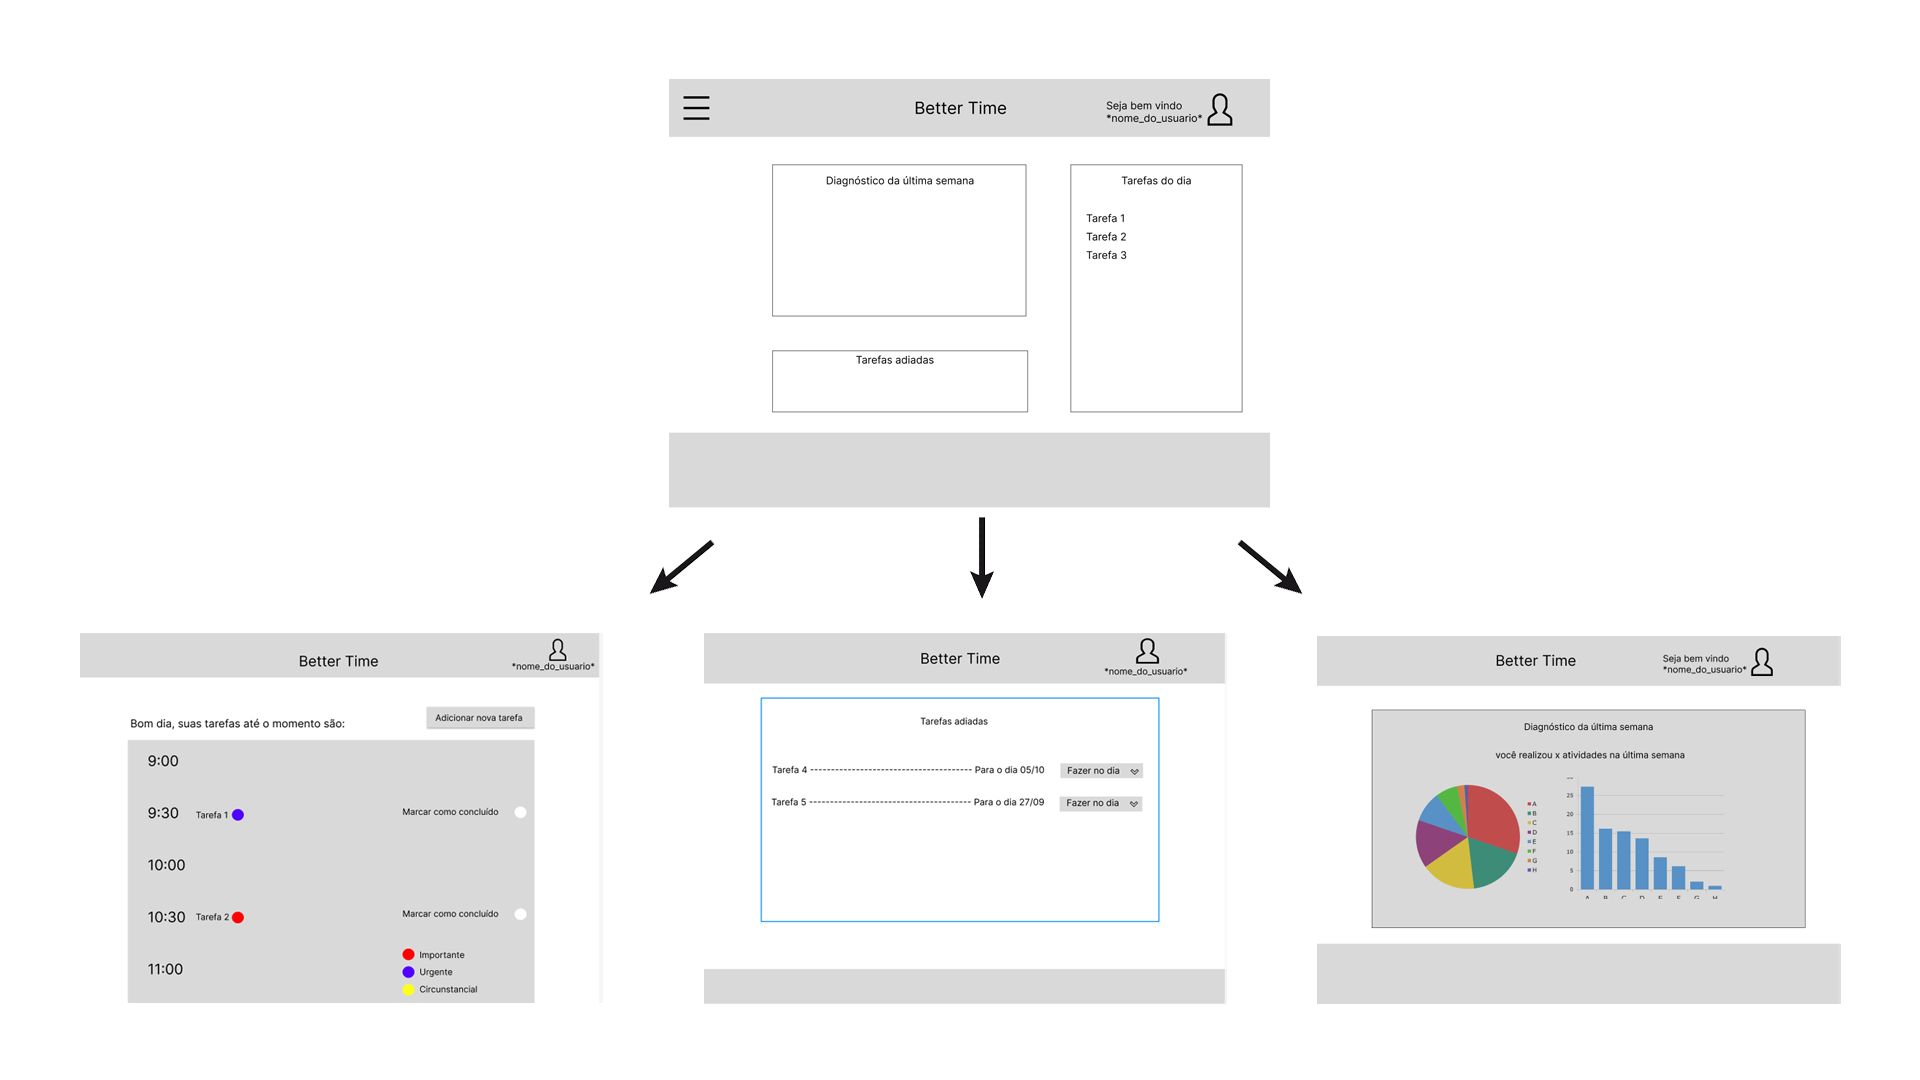 Better Time
Seja bem vindo
*nome_do_usuario*
Diagnóstico da última semana
Tarefas do dia
Tarefa 1
Tarefa 2
Tarefa 3
Tarefas adiadas
Better Time
*nome_do_usuario*
Bom dia, suas tarefas até o momento são:
Adicionar nova tarefa
9:00
9:30 Tarefa 1 Marcar como concluído
10:00
10:30 Tarefa 2 Marcar como concluído
11:00
Importante
Urgente
Circunstancial
Better Time
*nome_do_usuario*
Tarefas adiadas
Tarefa 4 ------------------------------------ Para o dia 05/10 Fazer no dia
Tarefa 5 ------------------------------------ Para o dia 27/09 Fazer no dia
Better Time
Seja bem vindo
*nome_do_usuario*
Diagnóstico da última semana
você realizou x atividades na última semana
A
B
C
D
E
F
G
H
25
20
15
10
5
0